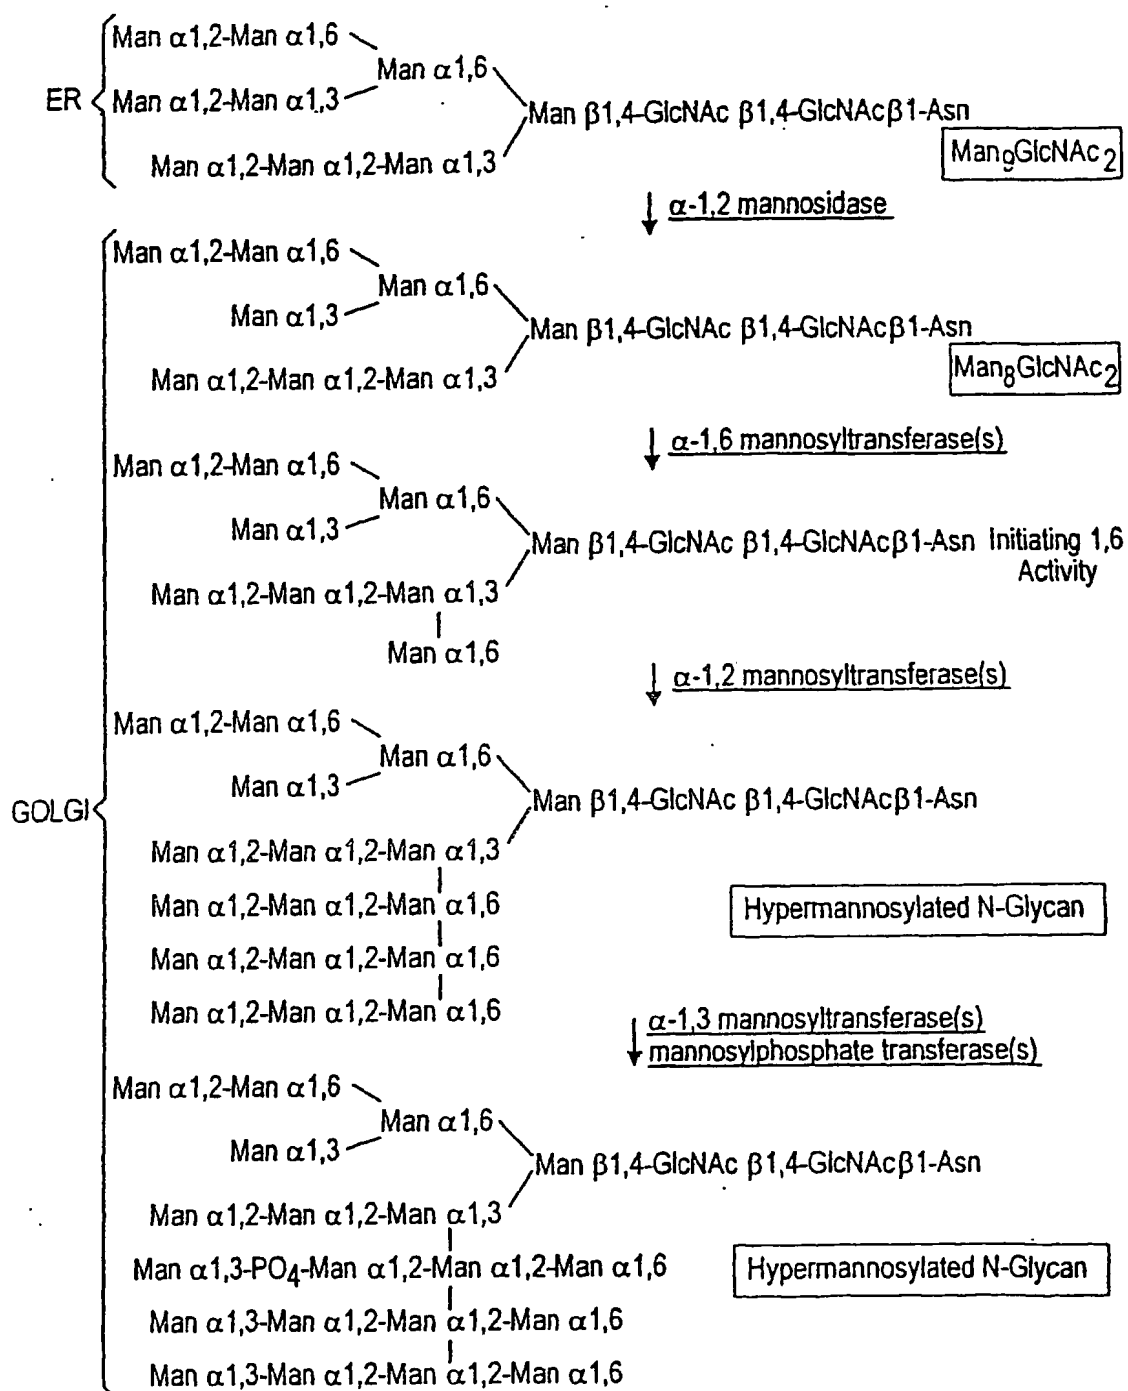 Man α1,2-Man α1,6
Man α1,6
ER
Man α1,2-Man α1,3
Man β1,4-GlcNAc β1,4-GlcNAcβ1-Asn
Man α1,2-Man α1,2-Man α1,3
Man9GlcNAc2
α-1,2 mannosidase
Man α1,2-Man α1,6
Man α1,6
Man α1,3
Man β1,4-GlcNAc β1,4-GlcNAcβ1-Asn
Man α1,2-Man α1,2-Man α1,3
Man8GlcNAc2
α-1,6 mannosyltransferase(s)
Man α1,2-Man α1,6
Man α1,6
Man α1,3
Man β1,4-GlcNAc β1,4-GlcNAcβ1-Asn Initiating 1,6
Activity
Man α1,2-Man α1,2-Man α1,3
Man α1,6
α-1,2 mannosyltransferase(s)
Man α1,2-Man α1,6
Man α1,6
Man α1,3
GOLGI
Man β1,4-GlcNAc β1,4-GlcNAcβ1-Asn
Man α1,2-Man α1,2-Man α1,3
Man α1,2-Man α1,2-Man α1,6
Hypermannosylated N-Glycan
Man α1,2-Man α1,2-Man α1,6
Man α1,2-Man α1,2-Man α1,6
α-1,3 mannosyltransferase(s)
mannosylphosphate transferase(s)
Man α1,2-Man α1,6
Man α1,6
Man α1,3
Man β1,4-GlcNAc β1,4-GlcNAcβ1-Asn
Man α1,2-Man α1,2-Man α1,3
Man α1,3-PO4-Man α1,2-Man α1,2-Man α1,6
Hypermannosylated N-Glycan
Man α1,3-Man α1,2-Man α1,2-Man α1,6
Man α1,3-Man α1,2-Man α1,2-Man α1,6